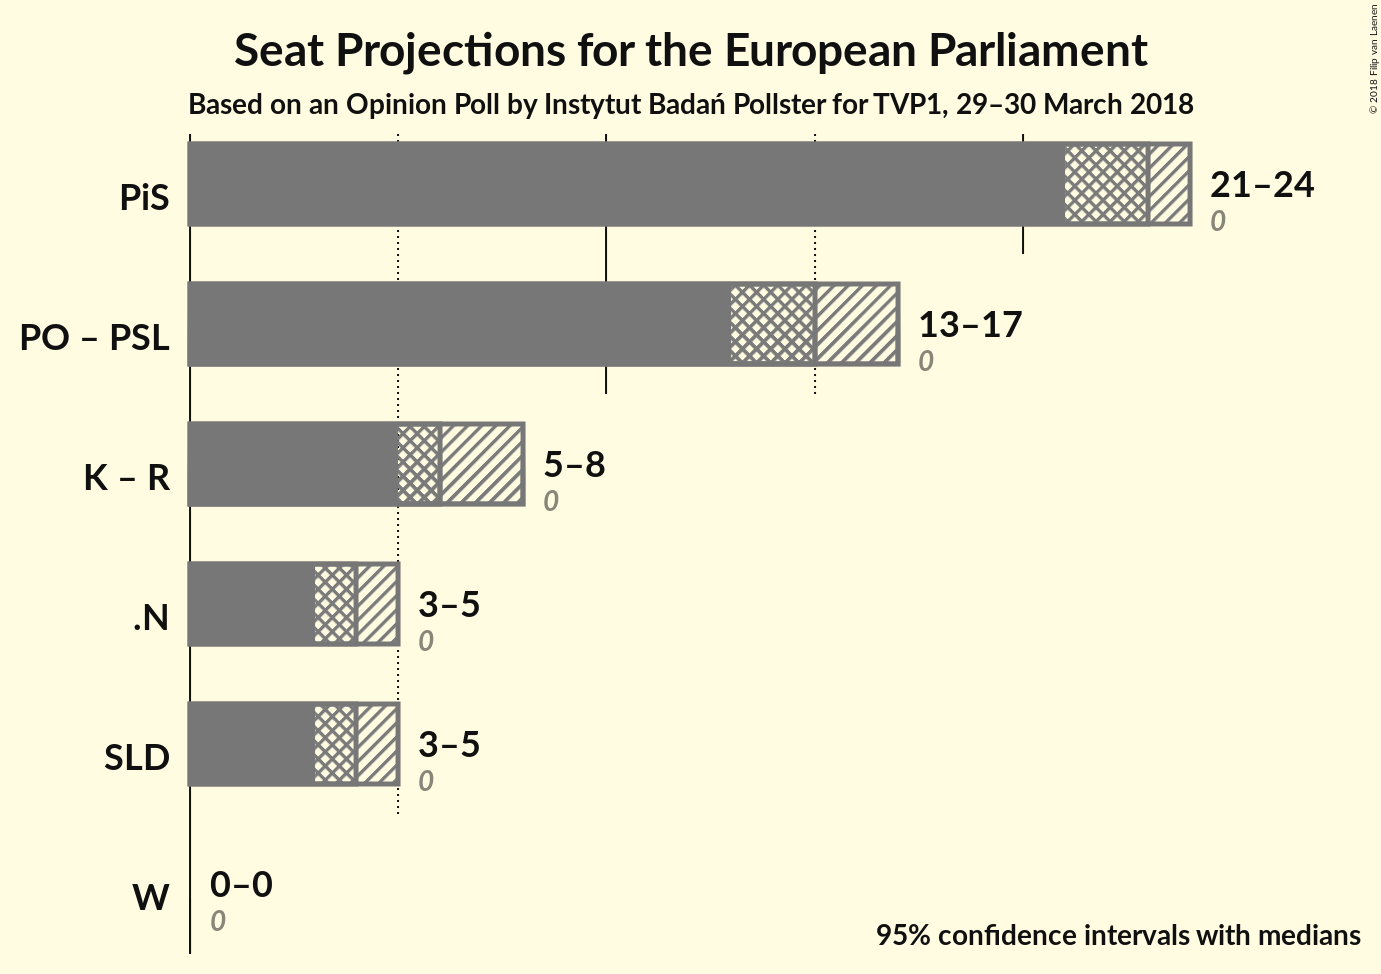 Seat Projections for the European Parliament
Based on an Opinion Poll by Instytut Badań Pollster for TVP1, 29–30 March 2018
© 2018 Filip van Laenen
PiS
21–24
0
PO – PSL
13–17
0
K – R
5–8
0
.N
3–5
0
SLD
3–5
0
W
0–0
0
95% confidence intervals with medians